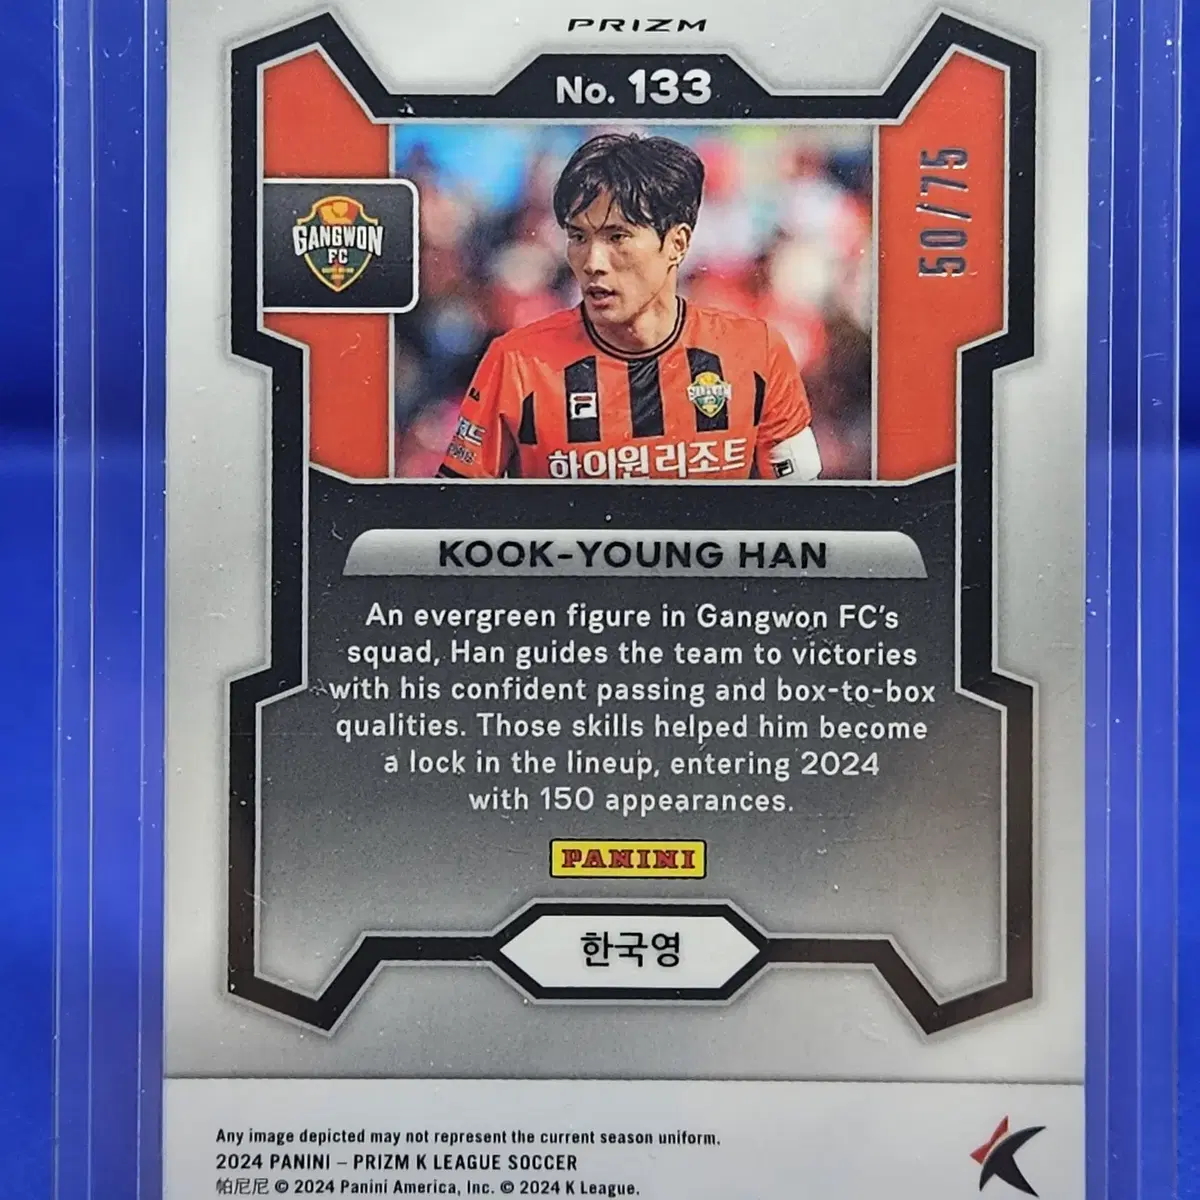 PRIZM
No. 133
50/75
GANGWON
FC
하이원리조트
KOOK-YOUNG HAN
An evergreen figure in Gangwon FC's
squad, Han guides the team to victories
with his confident passing and box-to-box
qualities. Those skills helped him become
a lock in the lineup, entering 2024
with 150 appearances.
PANINI
한국영
Any image depicted may not represent the current season uniform.
2024 PANINI – PRIZM K LEAGUE SOCCER
帕尼尼 © 2024 Panini America, Inc. © 2024 K League.